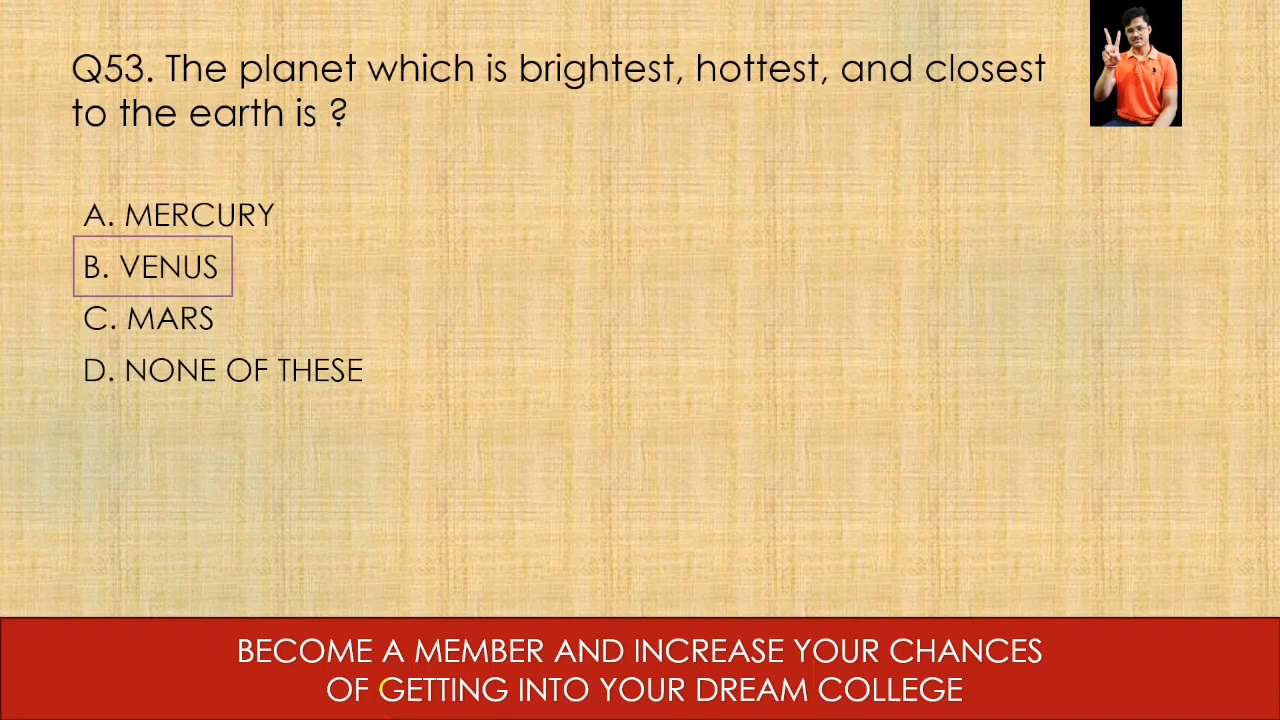 Q53. The planet which is brightest, hottest, and closest
to the earth is ?
A. MERCURY
B. VENUS
C. MARS
D. NONE OF THESE
BECOME A MEMBER AND INCREASE YOUR CHANCES
OF GETTING INTO YOUR DREAM COLLEGE